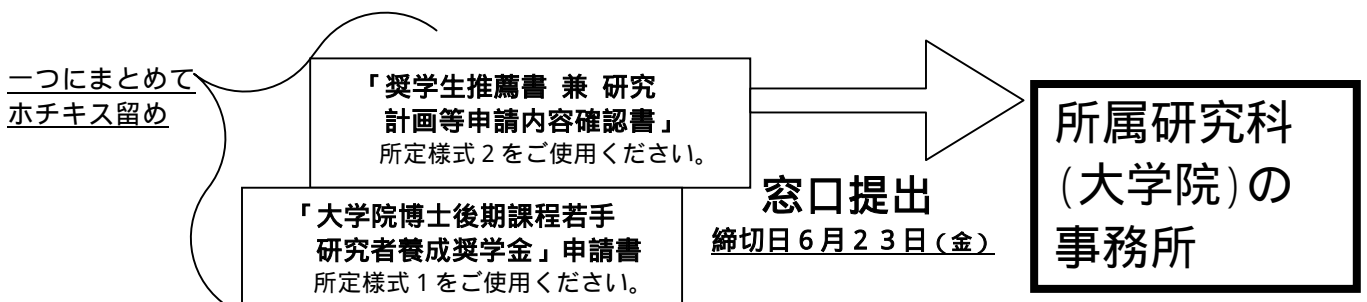 一つにまとめて
ホチキス留め
「奨学生推薦書 兼 研究
計画等申請内容確認書」
所定様式２をご使用ください。
「大学院博士後期課程若手
研究者養成奨学金」申請書
所定様式１をご使用ください。
窓口提出
締切日６月２３日（金）
所属研究科
(大学院)の
事務所